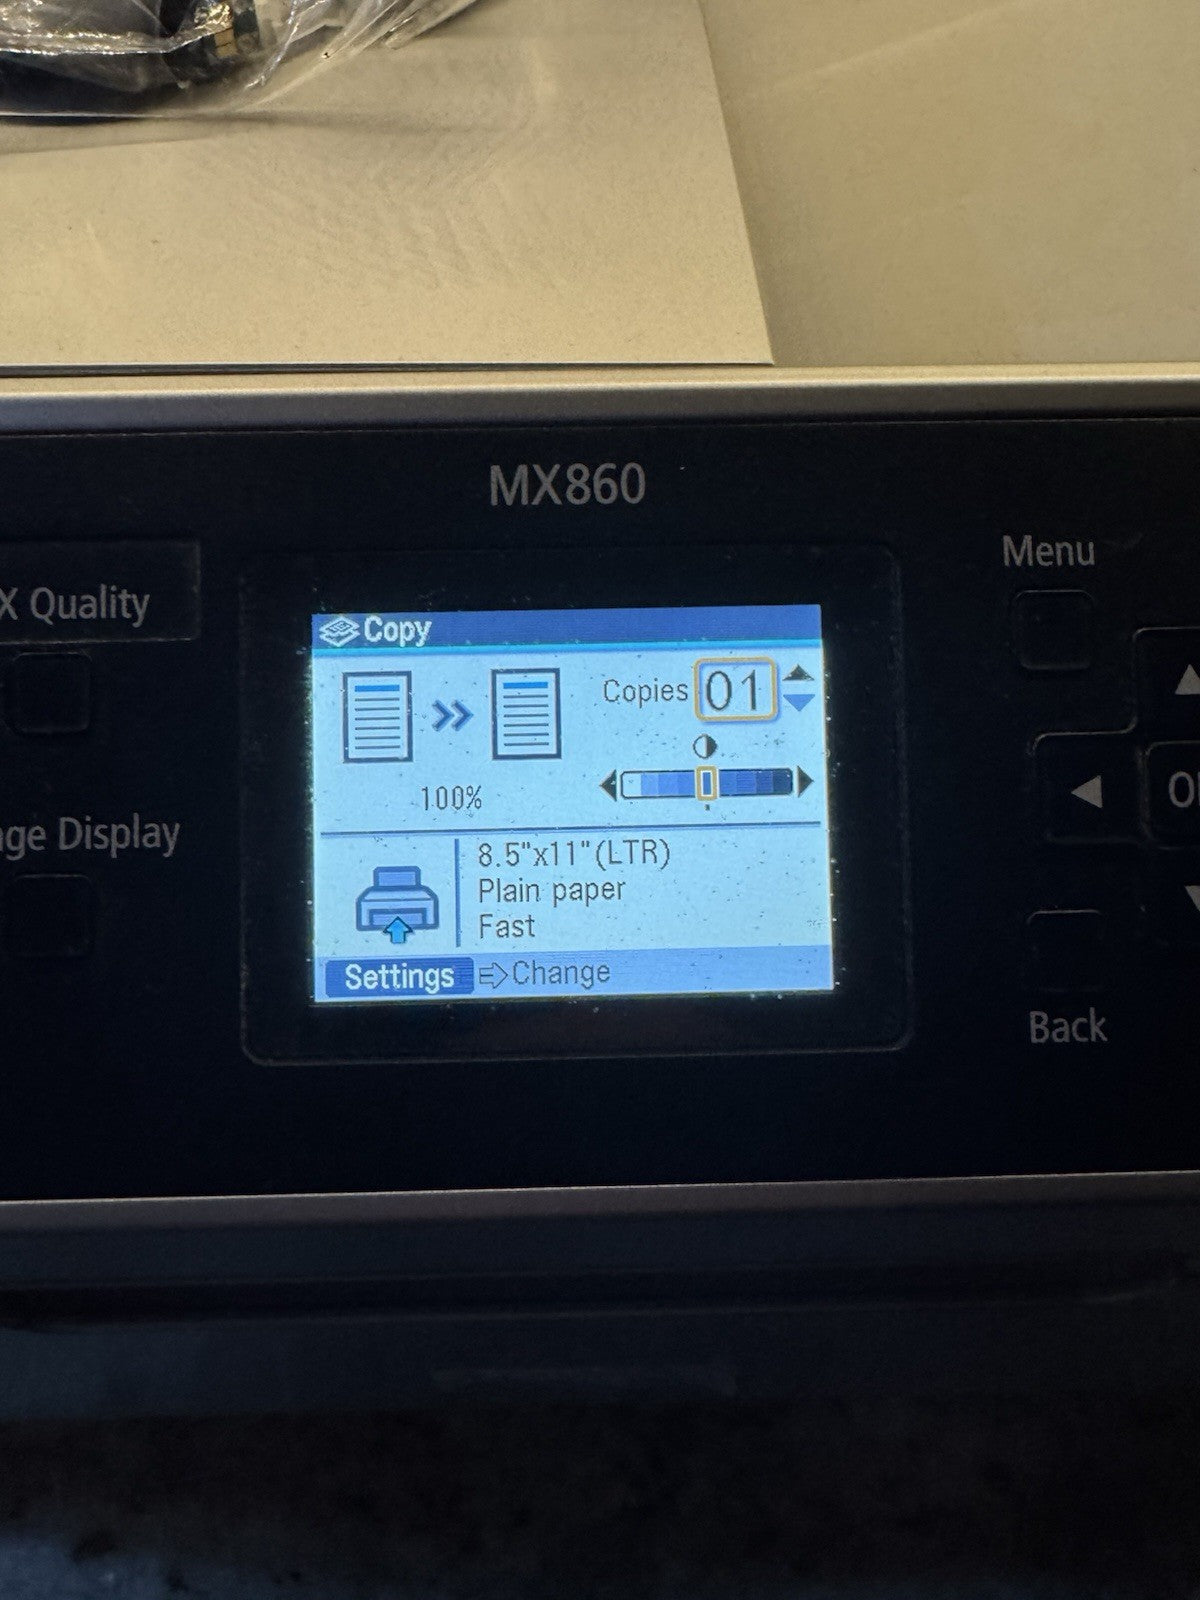 MX860
Menu
X Quality
Copy
Copies 01
100%
ge Display
8.5"x11"(LTR)
Plain paper
Fast
Settings Change
Back